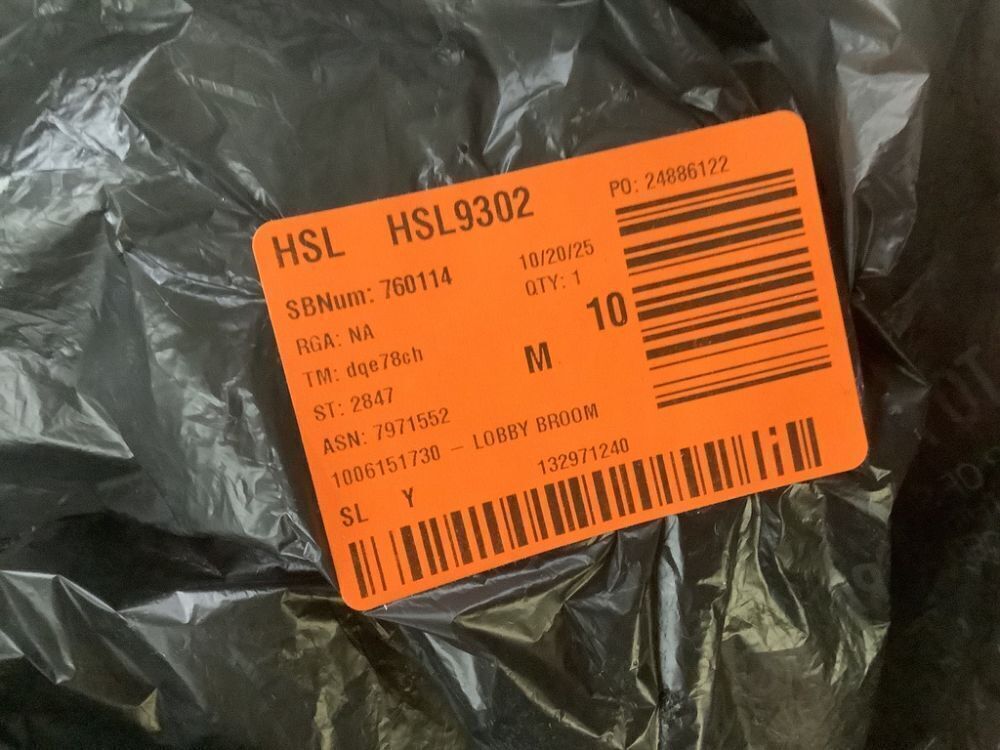 HSL HSL9302
PO: 24886122
SBNum: 760114
10/20/25
RGA: NA
QTY: 1
TM: dqe78ch
M
10
ST: 2847
ASN: 7971552
1006151730 – LOBBY BROOM
132971240
SL Y